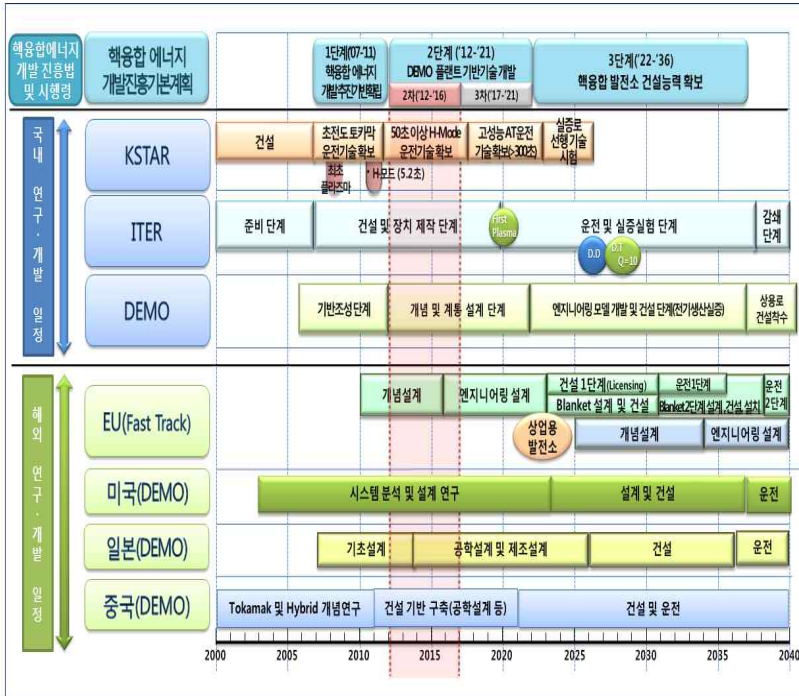 핵융합에너지
개발 진흥법
및 시행령
핵융합 에너지
개발진흥기본계획
1단계('07-'11)
핵융합 에너지
개발추진기반확립
2단계 ('12-'21)
DEMO 플랜트 기반기술 개발
2차('12-'16)
3차('17-'21)
3단계('22-'36)
핵융합 발전소 건설능력 확보
국내 연구·개발 일정
KSTAR
건설
초전도 토카막
운전기술 확보
50초 이상 H-Mode
운전기술 확보
고성능 AT운전
기술확보(~300초)
실증로
선행 기술
시험
최초
플라즈마
H-모드 (5.2초)
ITER
준비 단계
건설 및 장치 제작 단계
First
Plasma
운전 및 실증실험 단계
D.D
D.T
Q=10
감쇄
단계
DEMO
기반조성 단계
개념 및 계통 설계 단계
엔지니어링 모델 개발 및 건설 단계(전기생산실증)
상용로
건설착수
해외 연구·개발 일정
EU(Fast Track)
개념설계
엔지니어링 설계
건설 1단계(Licensing)
운전1단계
운전
2단계
Blanket 설계 및 건설
Blanket 2단계 설계, 건설, 설치
상업용
발전소
개념설계
엔지니어링 설계
미국(DEMO)
시스템 분석 및 설계 연구
설계 및 건설
운전
일본(DEMO)
기초설계
공학설계 및 제조설계
건설
운전
중국(DEMO)
Tokamak 및 Hybrid 개념연구
건설 기반 구축(공학설계 등)
건설 및 운전
2000 2005 2010 2015 2020 2025 2030 2035 2040